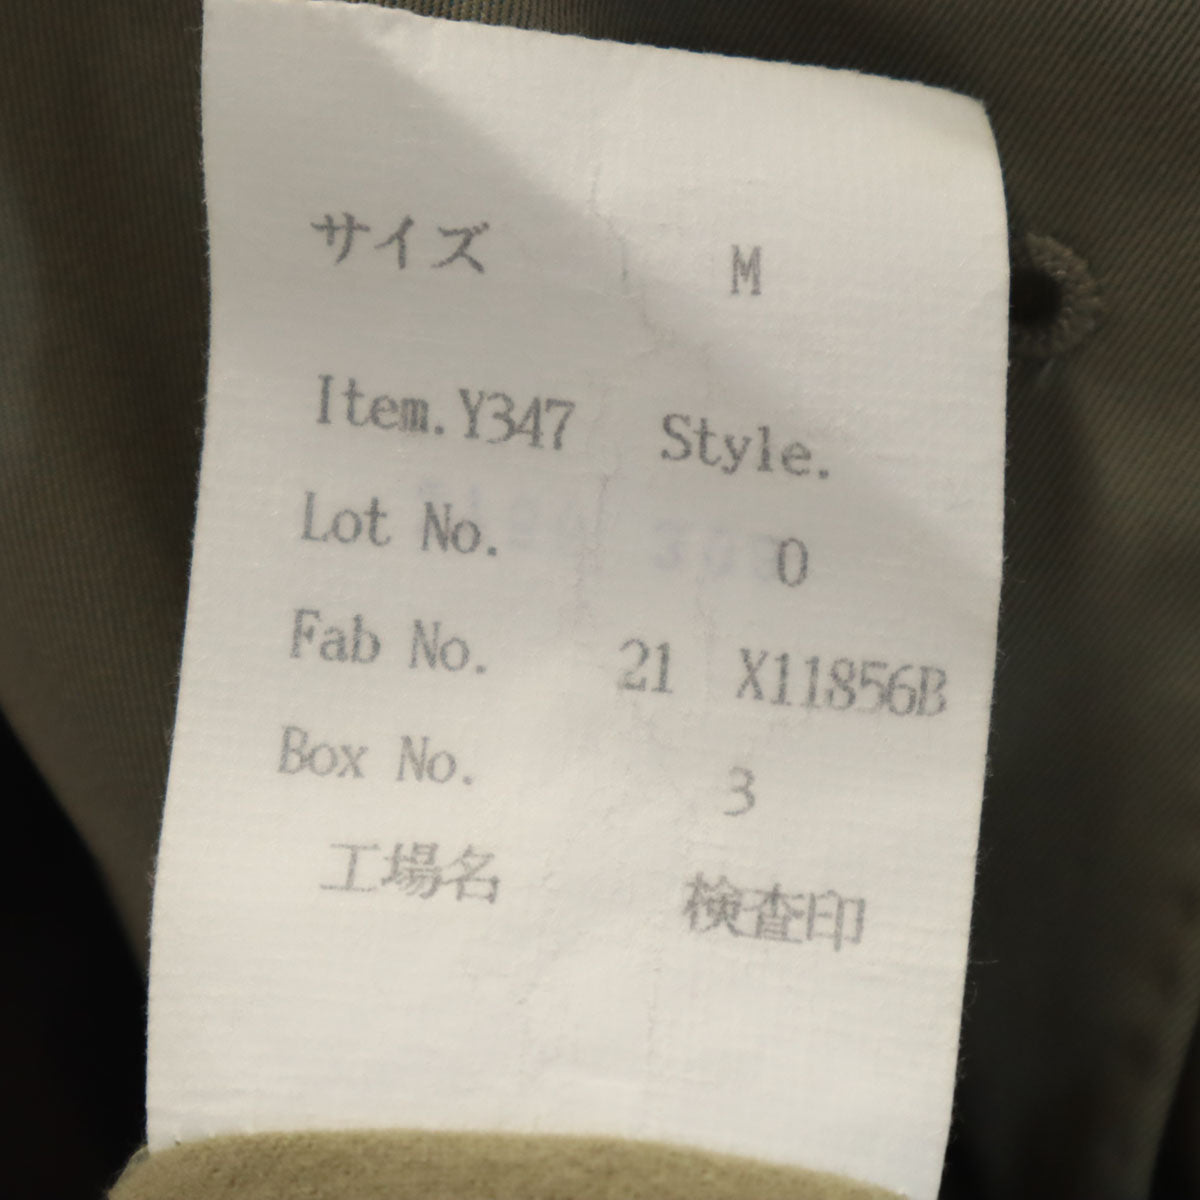 サイズ M
Item.Y347 Style.
Lot No. 0
Fab No. 21 X11856B
Box No. 3
工場名 検査印